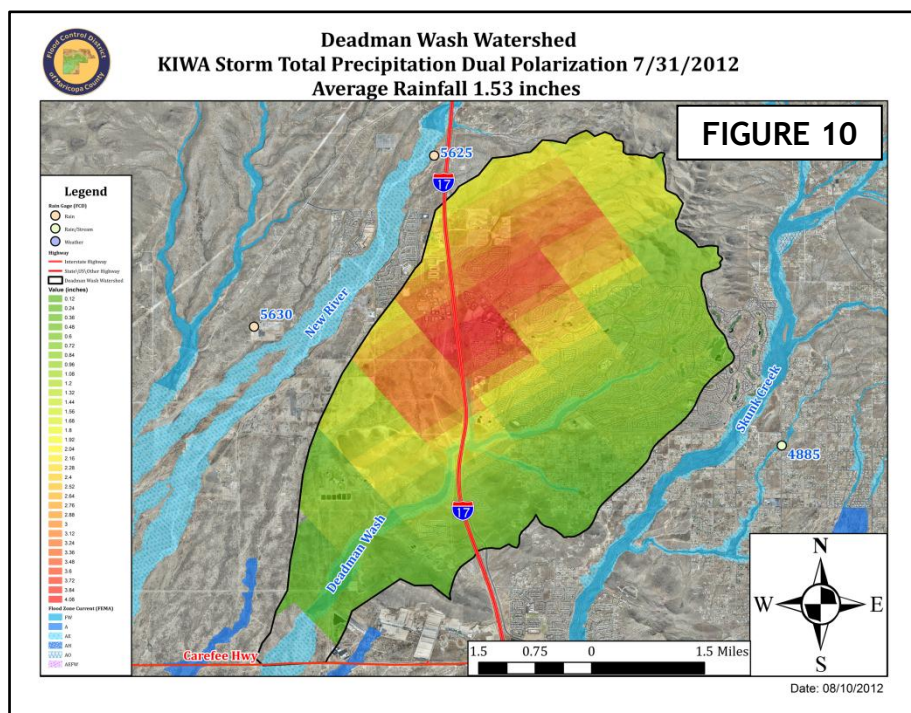 Flood Control District
of Maricopa County
Deadman Wash Watershed
KIWA Storm Total Precipitation Dual Polarization 7/31/2012
Average Rainfall 1.53 inches
FIGURE 10
5625
17
5630
New River
Skunk Creek
4885
17
Deadman Wash
Carefee Hwy
Legend
Rain Gage (FCD)
Rain
Rain/Stream
Weather
Highway
Interstate Highway
Deadman Wash Watershed
Value (inches)
0.12
0.24
0.36
0.48
0.6
0.72
0.84
0.96
1.08
1.2
1.32
1.44
1.56
1.68
1.8
1.92
2.04
2.16
2.28
2.4
2.52
2.64
2.76
2.88
3
3.12
3.24
3.36
3.48
3.6
3.72
3.84
4.08
Flood Zone Current (FEMA)
FW
A
AE
AH
AO
AEFW
N
W E
S
1.5 0.75 0 1.5 Miles
Date: 08/10/2012